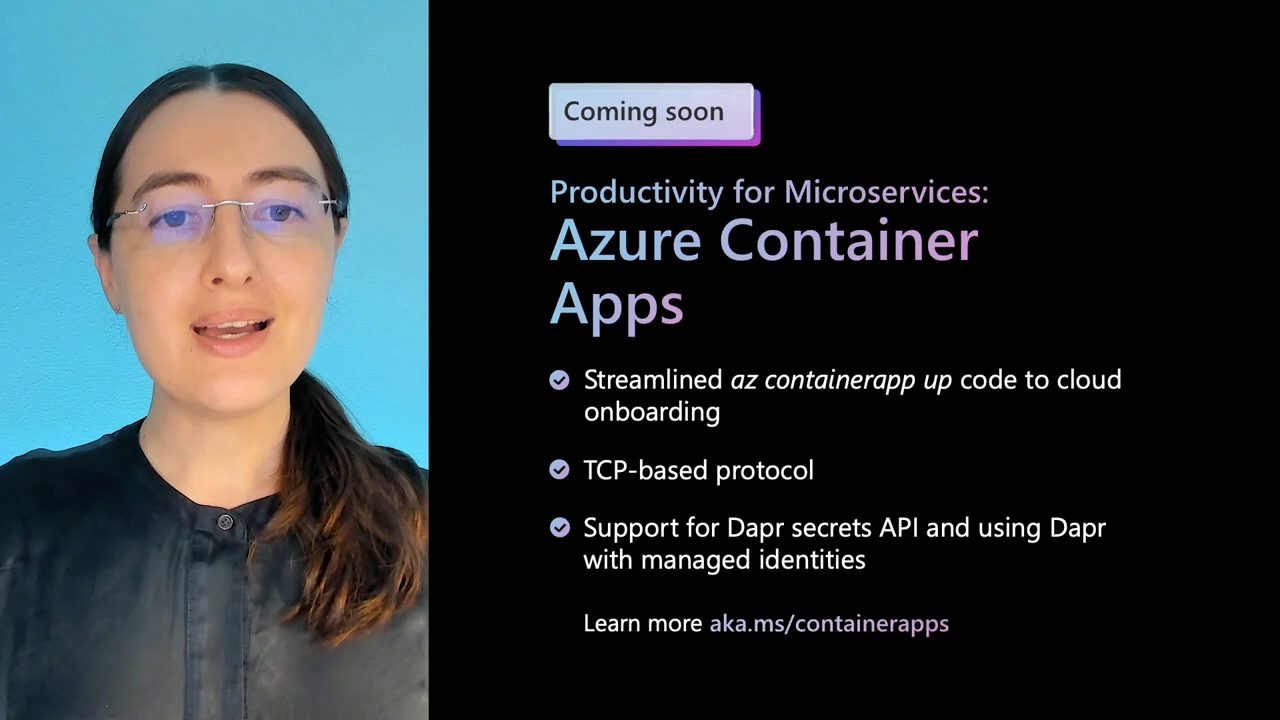 Coming soon
Productivity for Microservices:
Azure Container
Apps
Streamlined az containerapp up code to cloud
onboarding
TCP-based protocol
Support for Dapr secrets API and using Dapr
with managed identities
Learn more aka.ms/containerapps